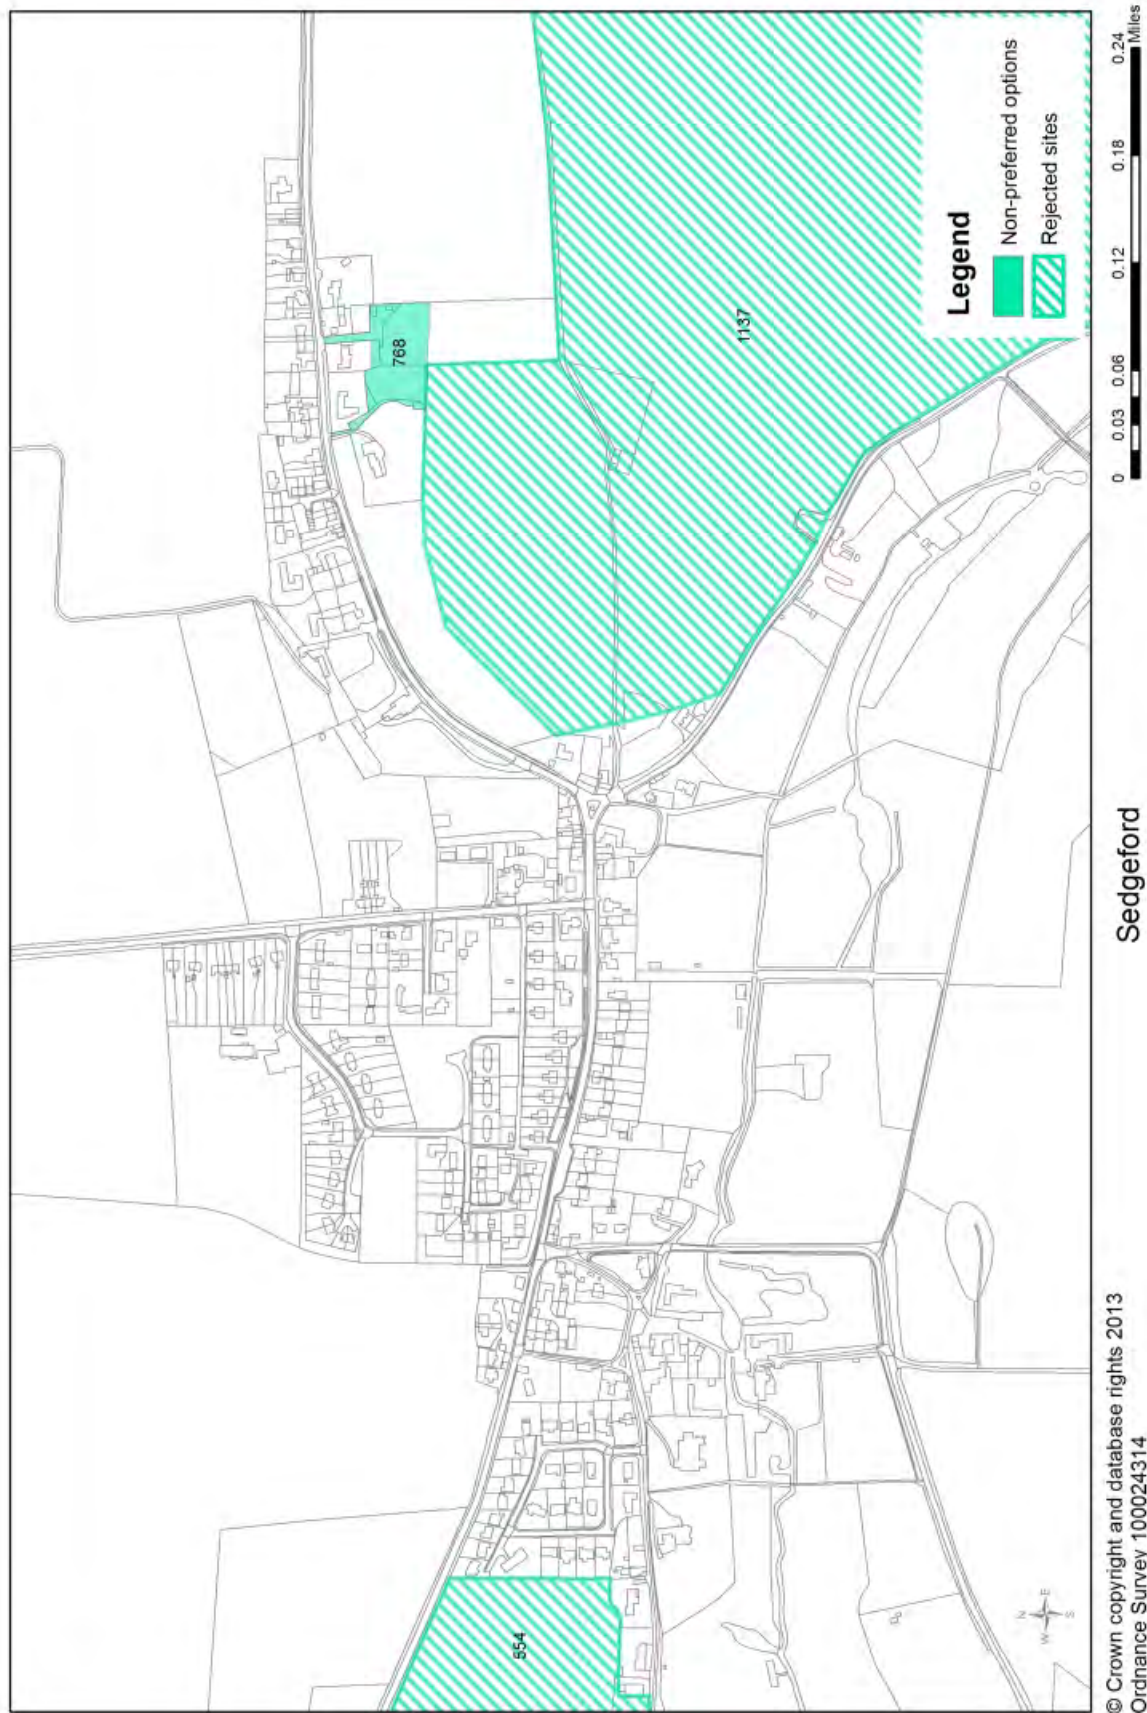 554
768
1137
Legend
Non-preferred options
Rejected sites
N
W E
S
© Crown copyright and database rights 2013
Ordnance Survey 100024314
Sedgeford
0 0.03 0.06 0.12 0.18 0.24
Miles